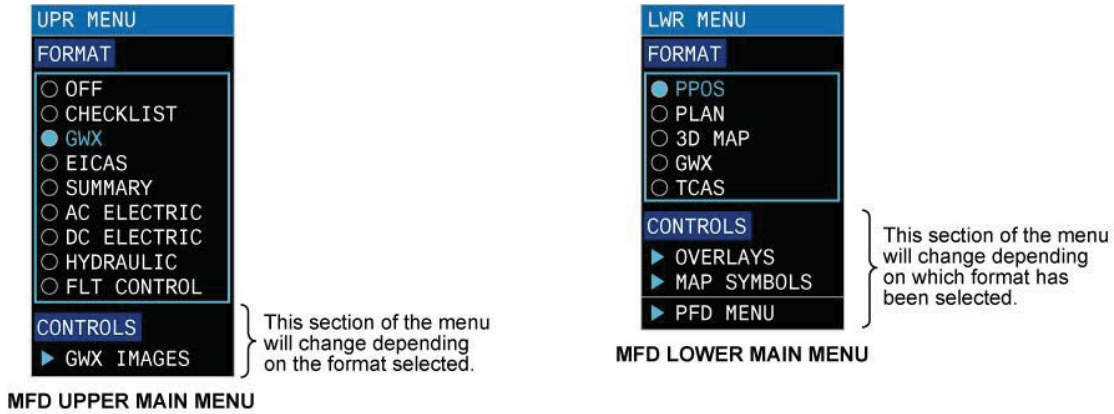 UPR MENU
FORMAT
OFF
CHECKLIST
GWX
EICAS
SUMMARY
AC ELECTRIC
DC ELECTRIC
HYDRAULIC
FLT CONTROL
CONTROLS
GWX IMAGES
This section of the menu
will change depending
on the format selected.
MFD UPPER MAIN MENU
LWR MENU
FORMAT
PPOS
PLAN
3D MAP
GWX
TCAS
CONTROLS
OVERLAYS
MAP SYMBOLS
PFD MENU
This section of the menu
will change depending
on which format has
been selected.
MFD LOWER MAIN MENU